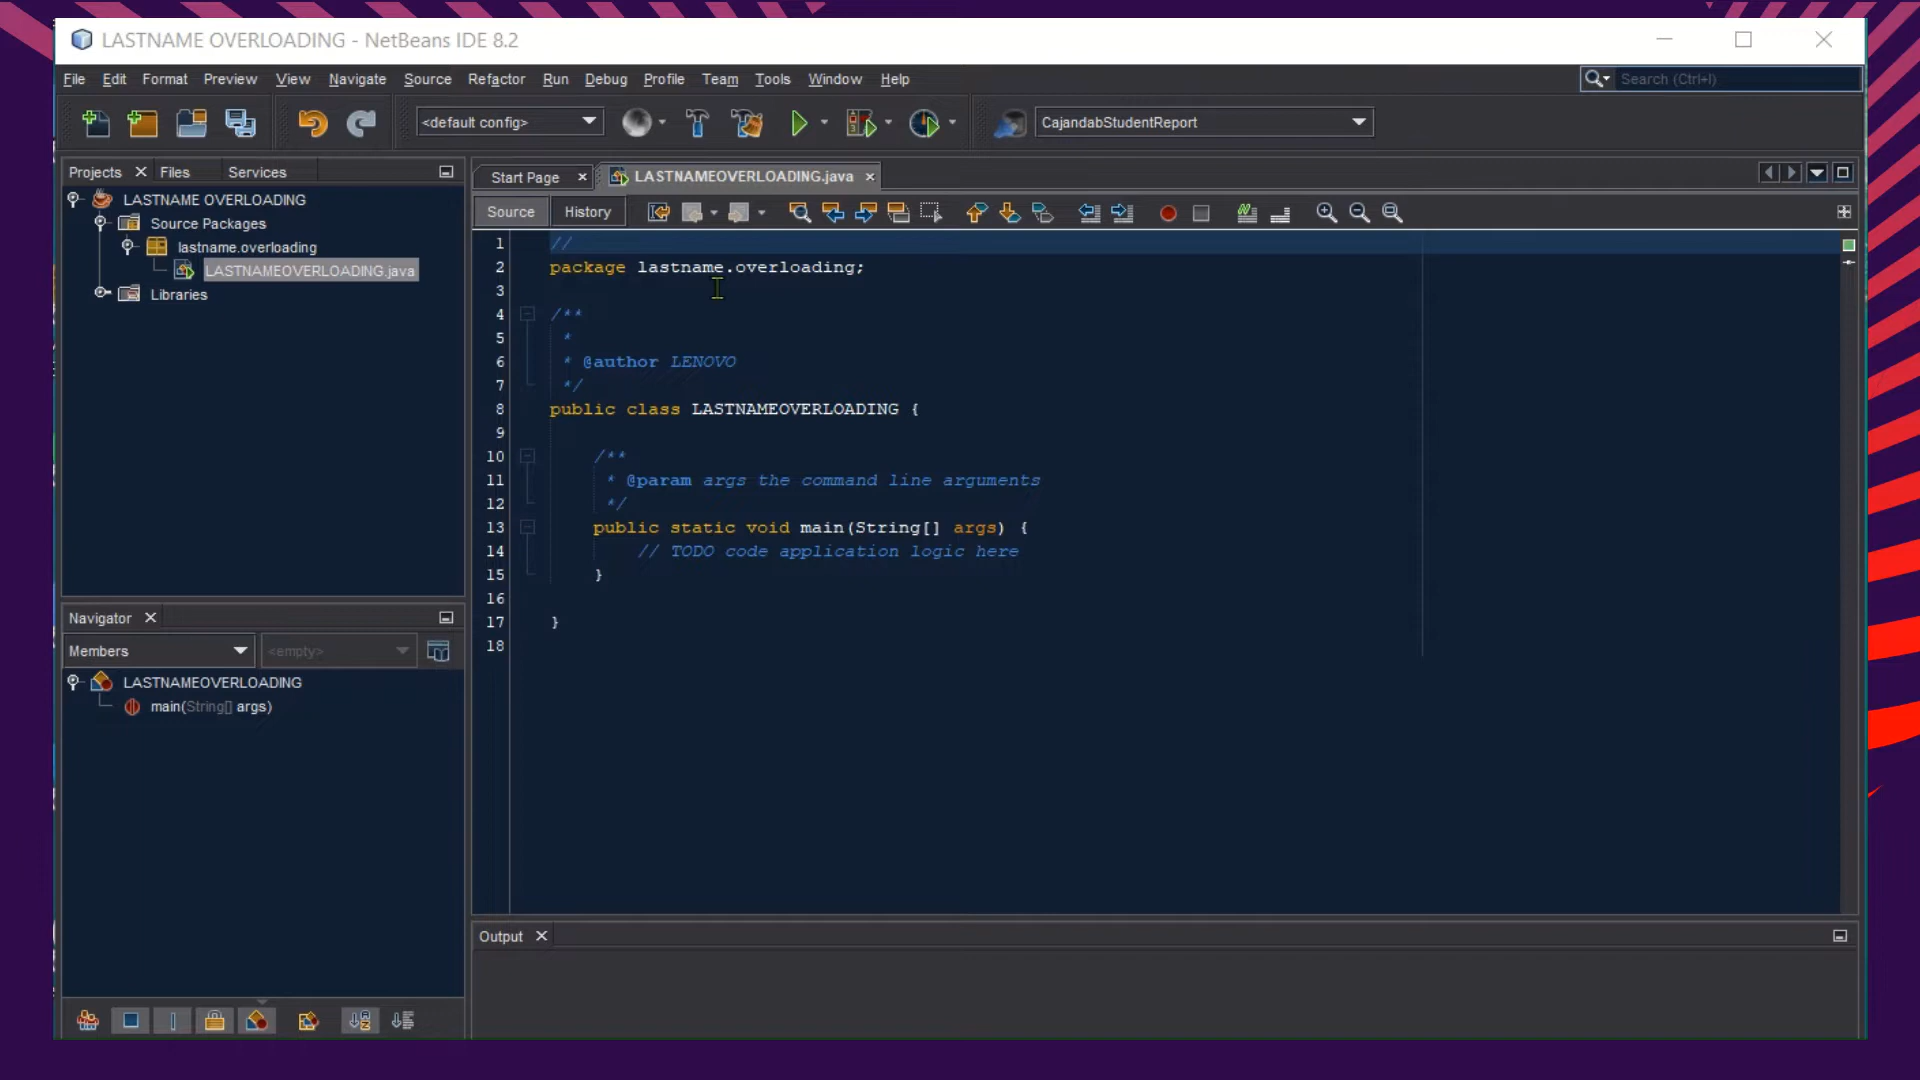 LASTNAME OVERLOADING - NetBeans IDE 8.2
File Edit Format Preview View Navigate Source Refactor Run Debug Profile Team Tools Window Help
Search (Ctrl+I)
<default config>
CajandabStudentReport
Projects Files Services
Start Page LASTNAMEOVERLOADING.java
LASTNAME OVERLOADING
Source Packages
lastname.overloading
LASTNAMEOVERLOADING.java
Libraries
Source History
1 //
2 package lastname.overloading;
3
4 /**
5 *
6 * @author LENOVO
7 */
8 public class LASTNAMEOVERLOADING {
9
10 /**
11 * @param args the command line arguments
12 */
13 public static void main(String[] args) {
14 // TODO code application logic here
15 }
16
17 }
18
Navigator
Members <empty>
LASTNAMEOVERLOADING
main(String[] args)
Output